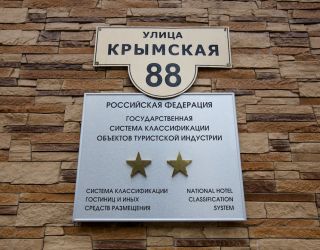 УЛИЦА
КРЫМСКАЯ
88
РОССИЙСКАЯ ФЕДЕРАЦИЯ
ГОСУДАРСТВЕННАЯ
СИСТЕМА КЛАССИФИКАЦИИ
ОБЪЕКТОВ ТУРИСТСКОЙ ИНДУСТРИИ
СИСТЕМА КЛАССИФИКАЦИИ
ГОСТИНИЦ И ИНЫХ
СРЕДСТВ РАЗМЕЩЕНИЯ
NATIONAL HOTEL
CLASSIFICATION
SYSTEM